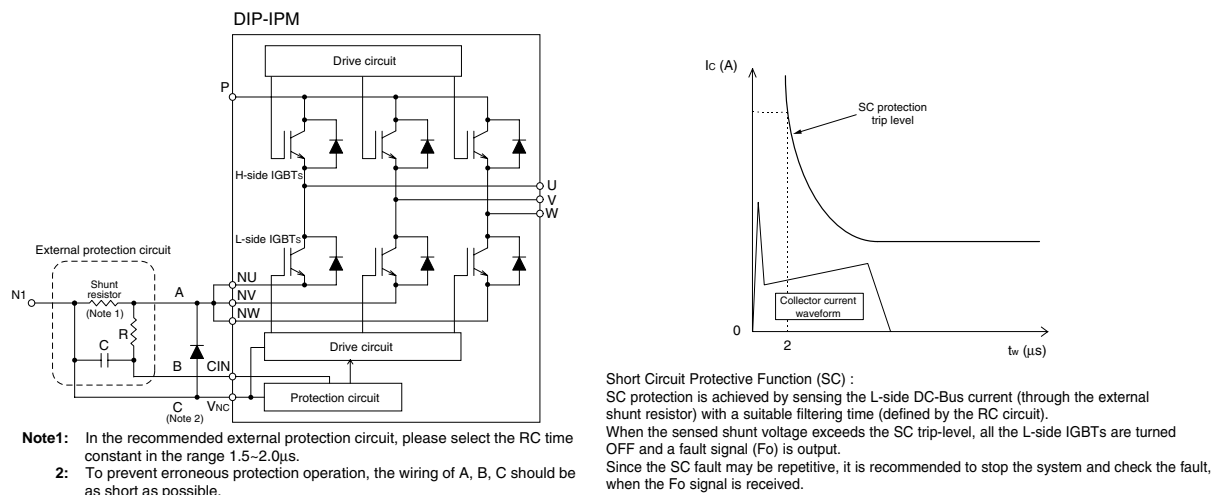 DIP-IPM
Drive circuit
P
H-side IGBTs
U
V
W
L-side IGBTs
External protection circuit
NU
Shunt
resistor
(Note 1)
N1
A
NV
NW
R
C
Drive circuit
B
CIN
Protection circuit
C
(Note 2)
VNC
Note1: In the recommended external protection circuit, please select the RC time
constant in the range 1.5~2.0µs.
2: To prevent erroneous protection operation, the wiring of A, B, C should be
as short as possible.
IC (A)
SC protection
trip level
Collector current
waveform
0
2
tw (µs)
Short Circuit Protective Function (SC) :
SC protection is achieved by sensing the L-side DC-Bus current (through the external
shunt resistor) with a suitable filtering time (defined by the RC circuit).
When the sensed shunt voltage exceeds the SC trip-level, all the L-side IGBTs are turned
OFF and a fault signal (Fo) is output.
Since the SC fault may be repetitive, it is recommended to stop the system and check the fault,
when the Fo signal is received.